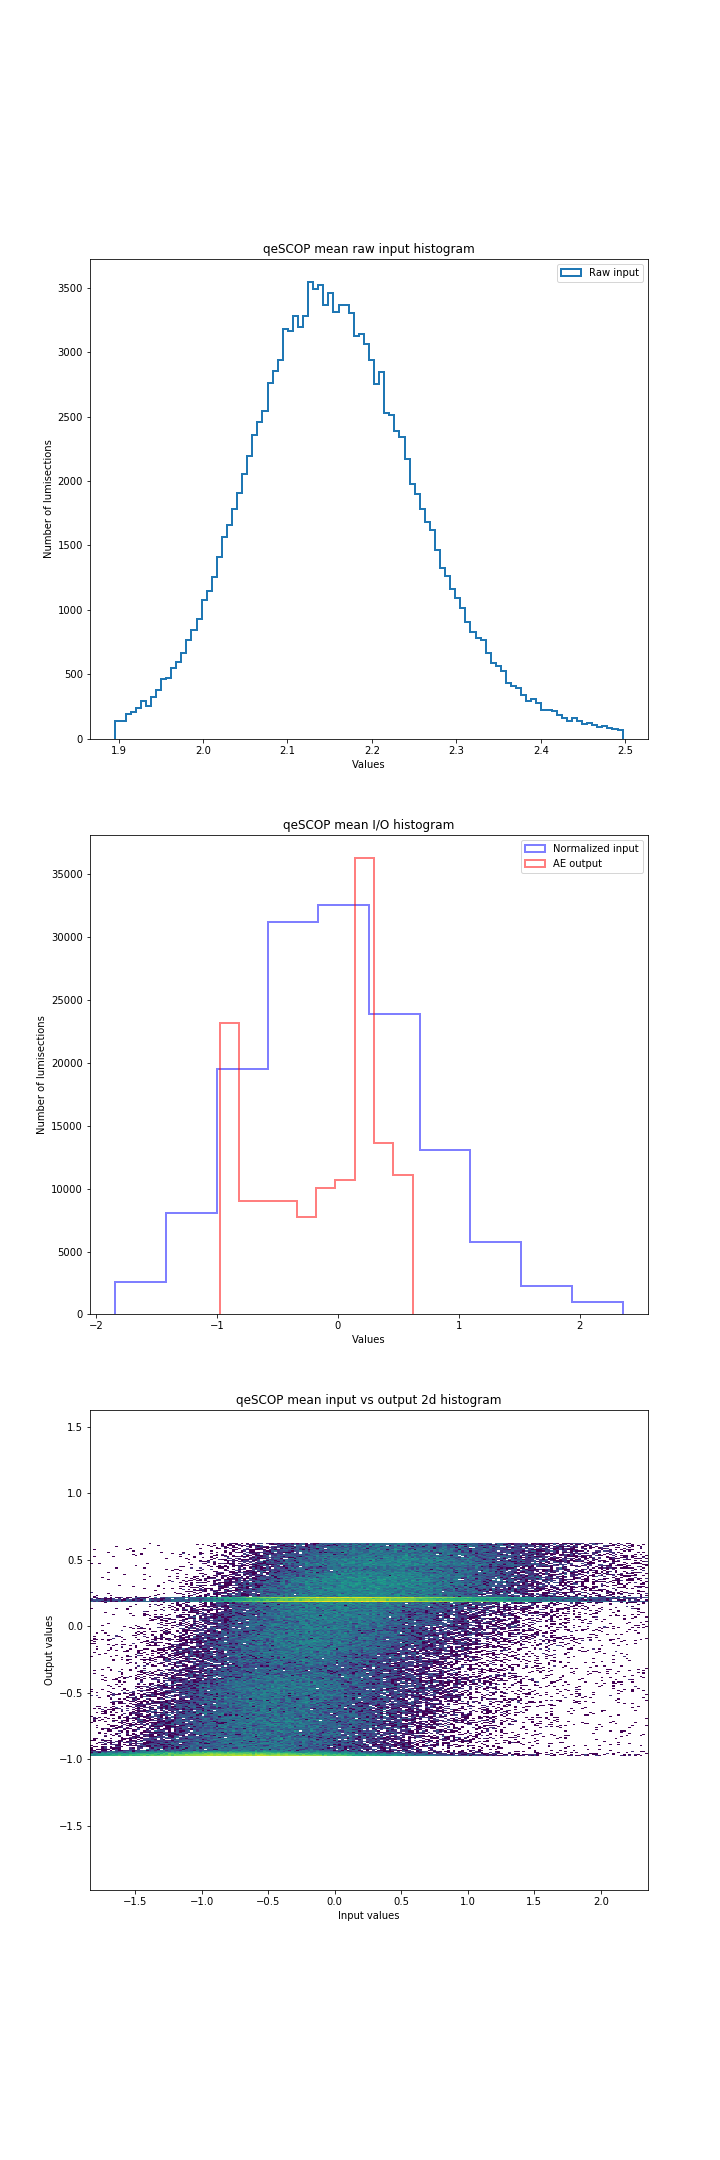 qeSCOP mean raw input histogram
Raw input
3500
3000
2500
2000
1500
1000
500
0
Number of lumisections
1.9 2.0 2.1 2.2 2.3 2.4 2.5
Values
qeSCOP mean I/O histogram
Normalized input
AE output
35000
30000
25000
20000
15000
10000
5000
0
Number of lumisections
−2 −1 0 1 2
Values
qeSCOP mean input vs output 2d histogram
1.5
1.0
0.5
0.0
−0.5
−1.0
−1.5
Output values
−1.5 −1.0 −0.5 0.0 0.5 1.0 1.5 2.0
Input values